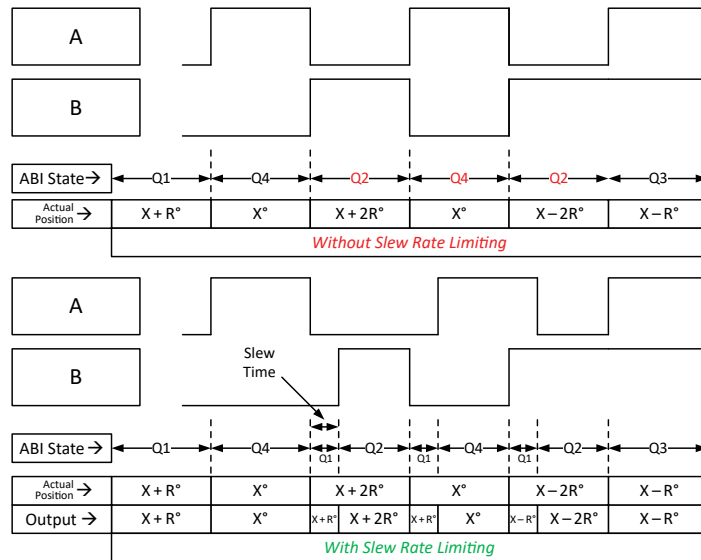 A
B
ABI State→ Q1 Q4 Q2 Q4 Q2 Q3
Actual Position → X + R° X° X + 2R° X° X – 2R° X – R°
Without Slew Rate Limiting
A
B
Slew Time
ABI State → Q1 Q4 Q1 Q2 Q1 Q4 Q1 Q2 Q3
Actual Position → X + R° X° X + 2R° X° X – 2R° X – R°
Output → X + R° X° X + R° X + 2R° X + R° X° X – R° X – 2R° X – R°
With Slew Rate Limiting